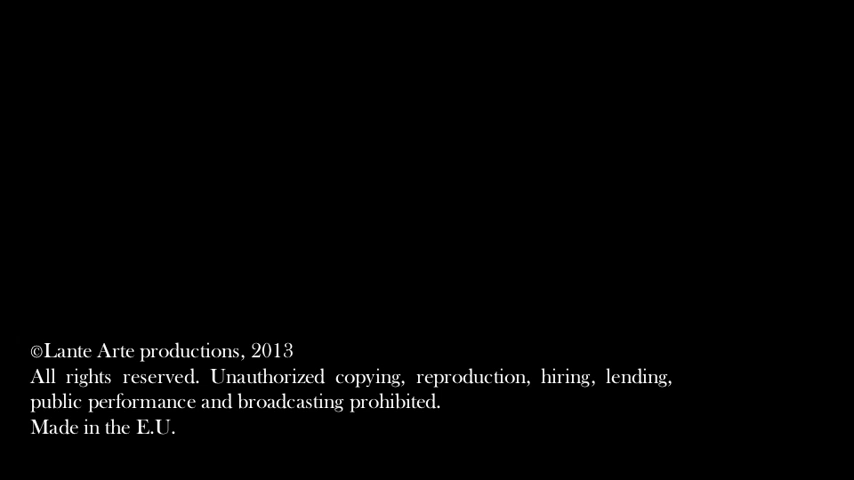 ©Lante Arte productions, 2013
All rights reserved. Unauthorized copying, reproduction, hiring, lending,
public performance and broadcasting prohibited.
Made in the E.U.